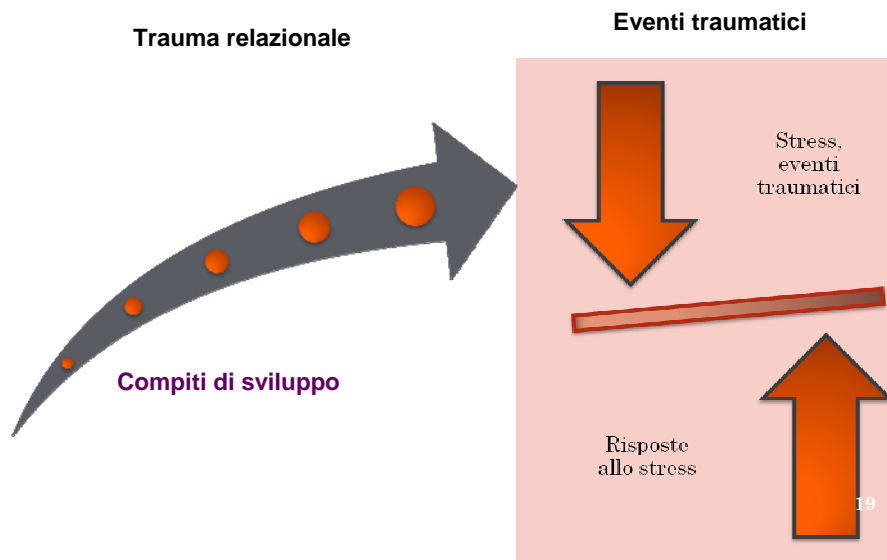 Trauma relazionale
Eventi traumatici
Stress,
eventi
traumatici
Compiti di sviluppo
Risposte
allo stress
19